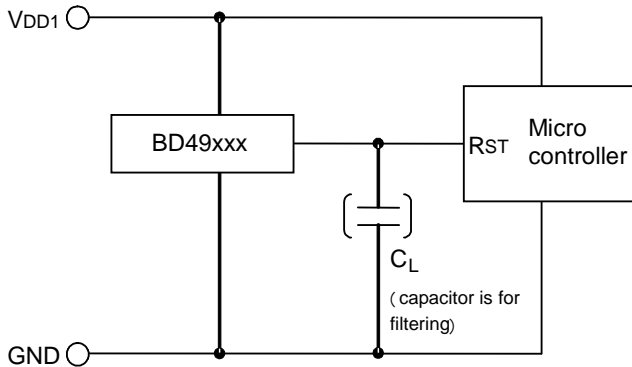 VDD1
BD49xxx
RST
Micro
controller
CL
(capacitor is for
filtering)
GND